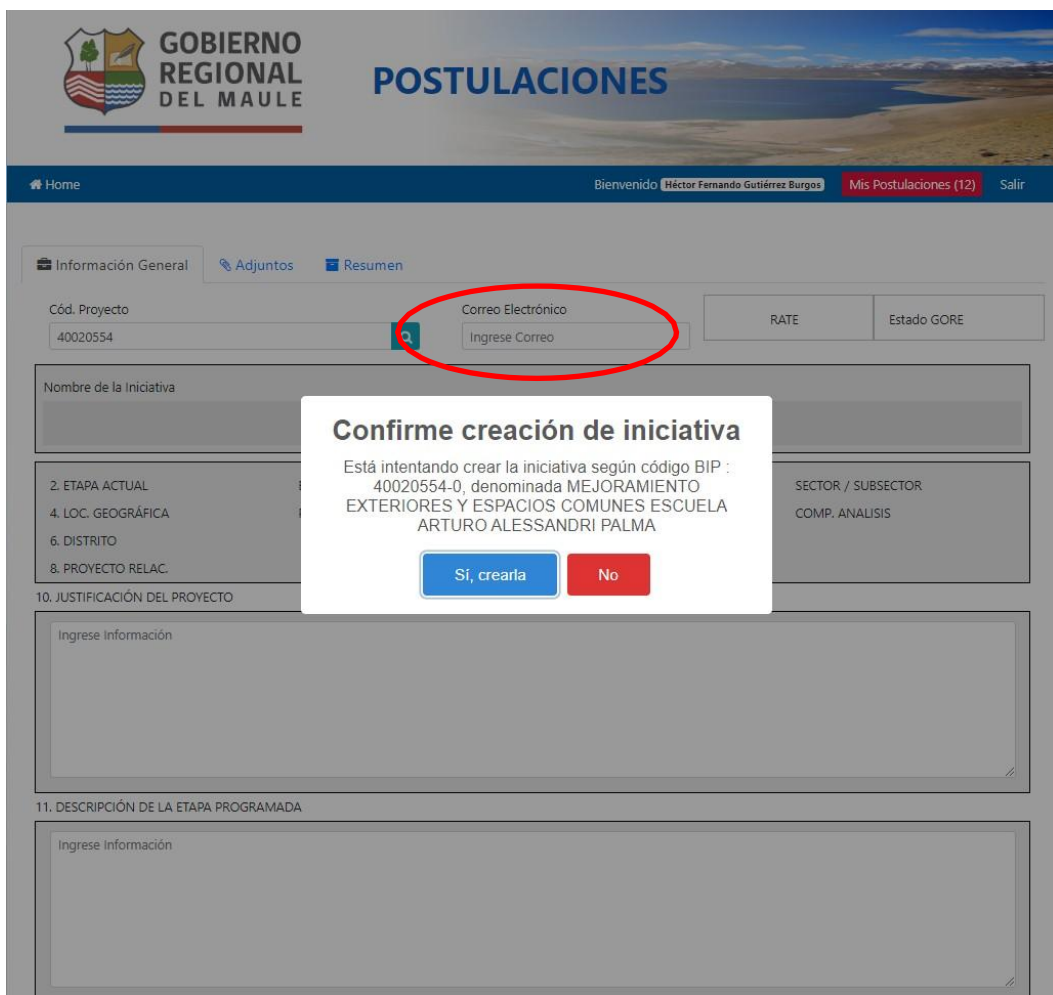 GOBIERNO
REGIONAL
DEL MAULE
POSTULACIONES
Home
Bienvenido Héctor Fernando Gutiérrez Burgos Mis Postulaciones (12) Salir
Información General Adjuntos Resumen
Cód. Proyecto
40020554
Correo Electrónico
Ingrese Correo
RATE
Estado GORE
Nombre de la Iniciativa
Confirme creación de iniciativa
Está intentando crear la iniciativa según código BIP :
40020554-0, denominada MEJORAMIENTO
EXTERIORES Y ESPACIOS COMUNES ESCUELA
ARTURO ALESSANDRI PALMA
Sí, crearla
No
2. ETAPA ACTUAL
SECTOR / SUBSECTOR
4. LOC. GEOGRÁFICA
COMP. ANALISIS
6. DISTRITO
8. PROYECTO RELAC.
10. JUSTIFICACIÓN DEL PROYECTO
Ingrese Información
11. DESCRIPCIÓN DE LA ETAPA PROGRAMADA
Ingrese Información